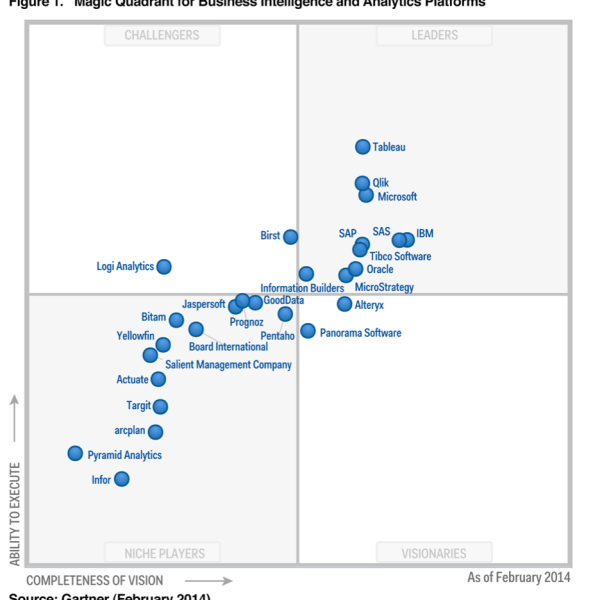 Figure 1. Magic Quadrant for Business Intelligence and Analytics Platforms
CHALLENGERS
LEADERS
Tableau
Qlik
Microsoft
Birst
SAP
SAS
IBM
Tibco Software
Logi Analytics
Oracle
Information Builders
MicroStrategy
Jaspersoft
GoodData
Alteryx
Bitam
Prognoz
Pentaho
Panorama Software
Yellowfin
Board International
Salient Management Company
Actuate
Targit
arcplan
Pyramid Analytics
Infor
ABILITY TO EXECUTE
NICHE PLAYERS
VISIONARIES
COMPLETENESS OF VISION
As of February 2014
Source: Gartner (February 2014)